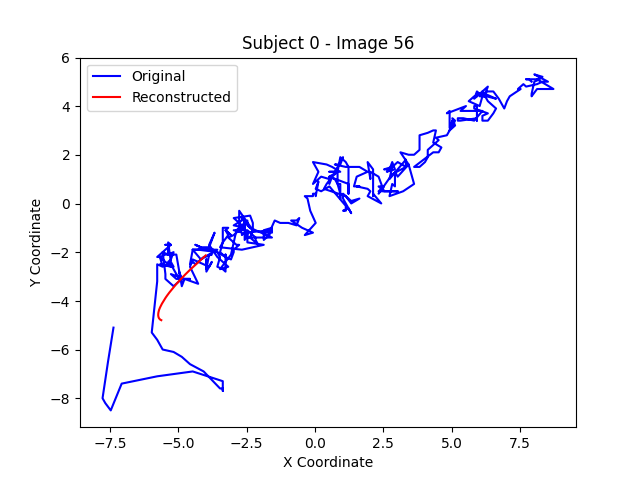 Subject 0 - Image 56
Original
Reconstructed
Y Coordinate
6
4
2
0
−2
−4
−6
−8
−7.5 −5.0 −2.5 0.0 2.5 5.0 7.5
X Coordinate